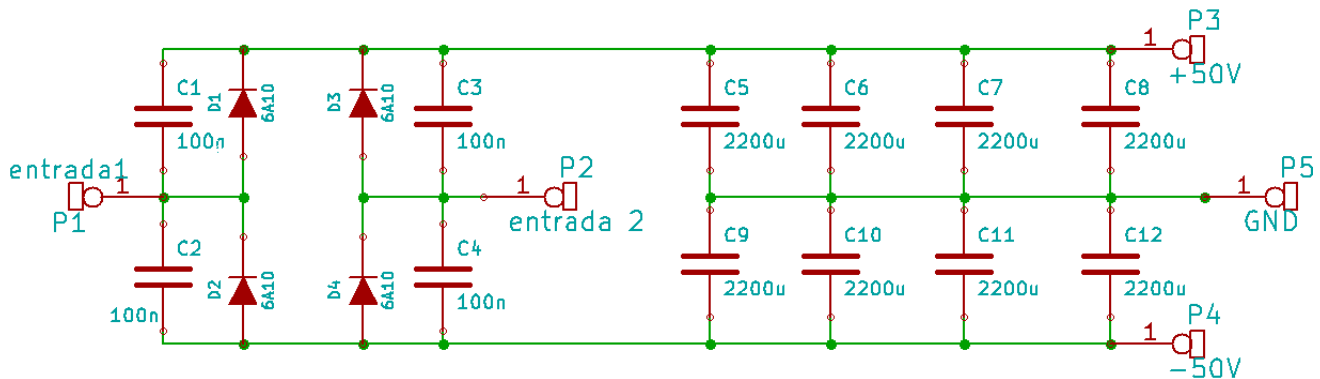 P3
1
+50V
C1
D1
6A10
100n
D3
6A10
C3
100n
C5
2200u
C6
2200u
C7
2200u
C8
2200u
entrada1
1
P1
P2
1
entrada 2
P5
1
GND
C2
100n
D2
6A10
D4
6A10
C4
100n
C9
2200u
C10
2200u
C11
2200u
C12
2200u
P4
1
-50V